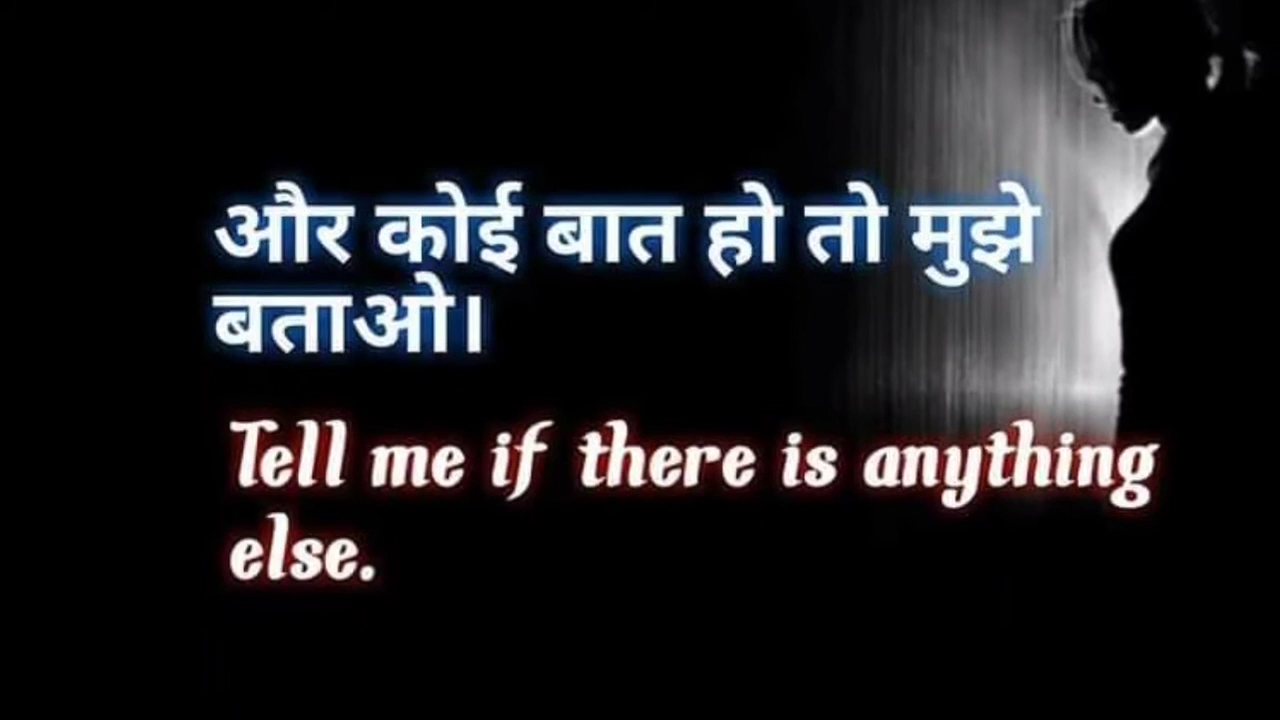 और कोई बात हो तो मुझे
बताओ।
Tell me if there is anything
else.